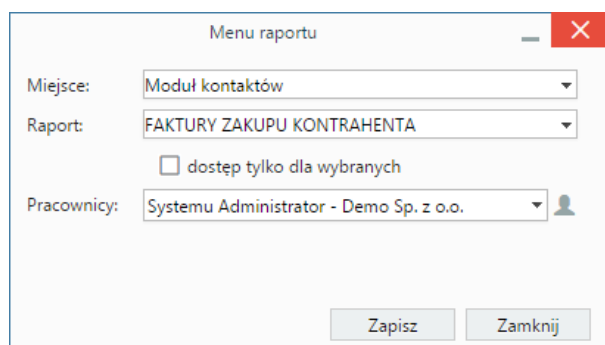 Menu raportu
Miejsce: Moduł kontaktów
Raport: FAKTURY ZAKUPU KONTRAHENTA
dostęp tylko dla wybranych
Pracownicy: Systemu Administrator - Demo Sp. z o.o.
Zapisz Zamknij